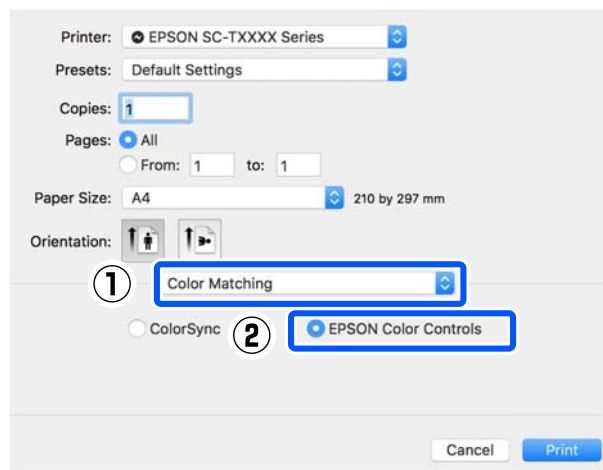 Printer: EPSON SC-TXXXX Series
Presets: Default Settings
Copies: 1
Pages: All
From: 1 to: 1
Paper Size: A4 210 by 297 mm
Orientation:
① Color Matching
ColorSync ② EPSON Color Controls
Cancel Print